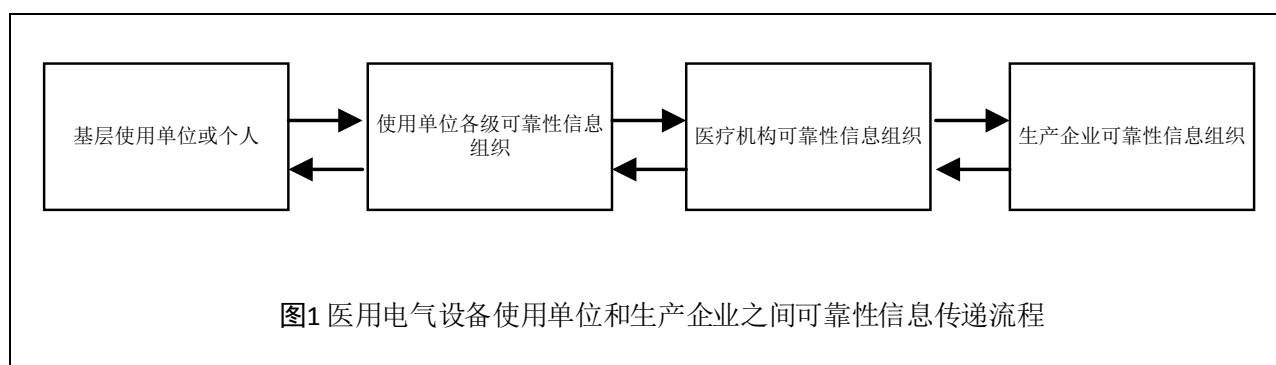 基层使用单位或个人
使用单位各级可靠性信息
组织
医疗机构可靠性信息组织
生产企业可靠性信息组织
图1 医用电气设备使用单位和生产企业之间可靠性信息传递流程